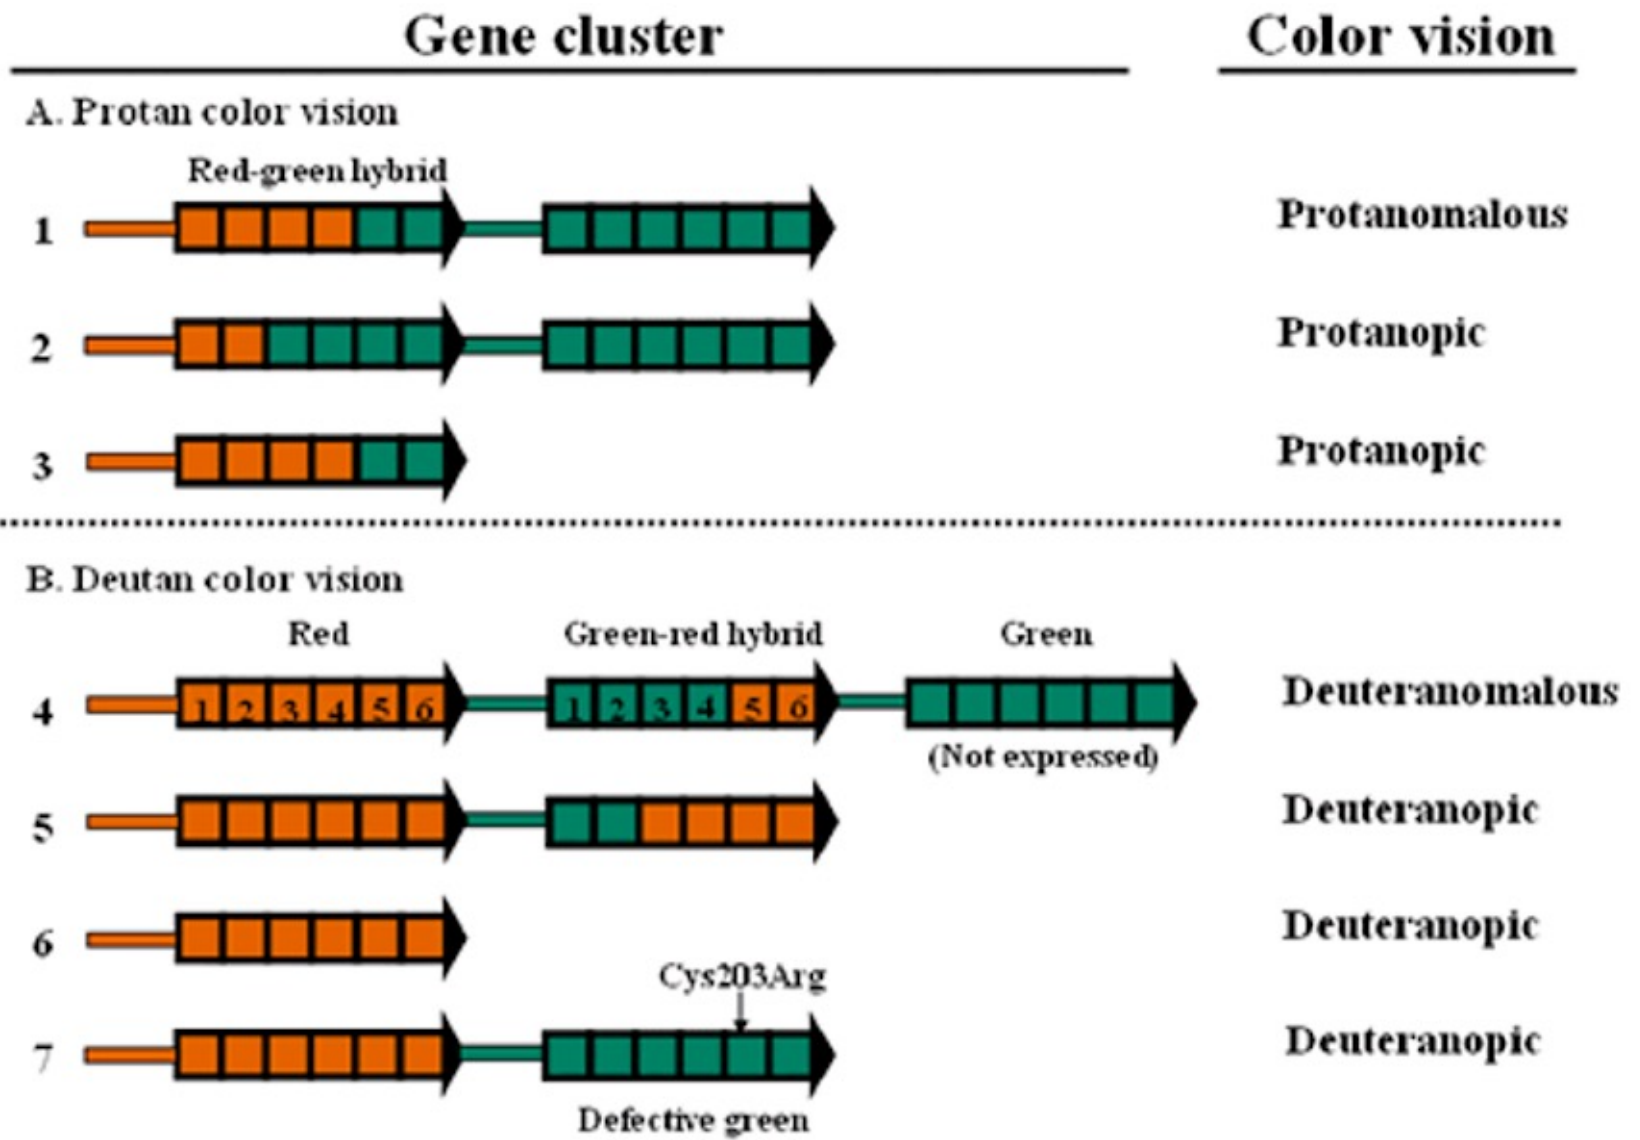 Gene cluster Color vision
A. Protan color vision
Red-green hybrid
1 Protanomalous
2 Protanopic
3 Protanopic
B. Deutan color vision
Red Green-red hybrid Green
4 1 2 3 4 5 6 1 2 3 4 5 6 Deuteranomalous
(Not expressed)
5 Deuteranopic
6 Deuteranopic
Cys203Arg
7 Deuteranopic
Defective green